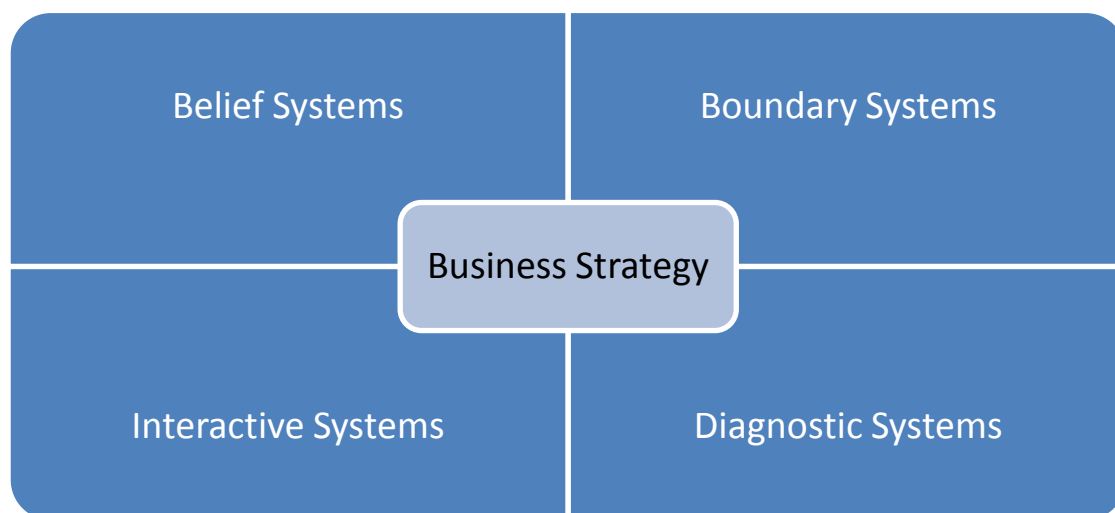 Belief Systems
Boundary Systems
Business Strategy
Interactive Systems
Diagnostic Systems